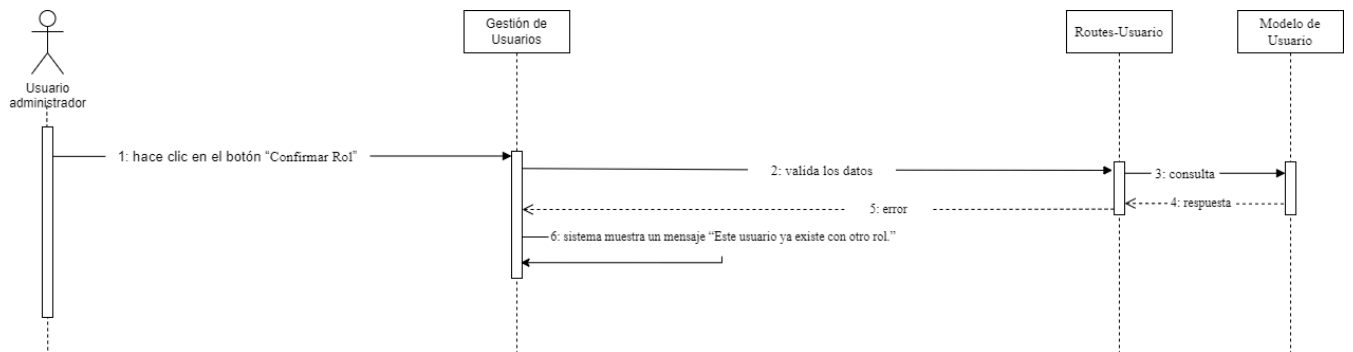 Gestión de
Usuarios
Routes-Usuario
Modelo de
Usuario
Usuario
administrador
1: hace clic en el botón “Confirmar Rol”
2: valida los datos
3: consulta
4: respuesta
5: error
6: sistema muestra un mensaje “Este usuario ya existe con otro rol.”